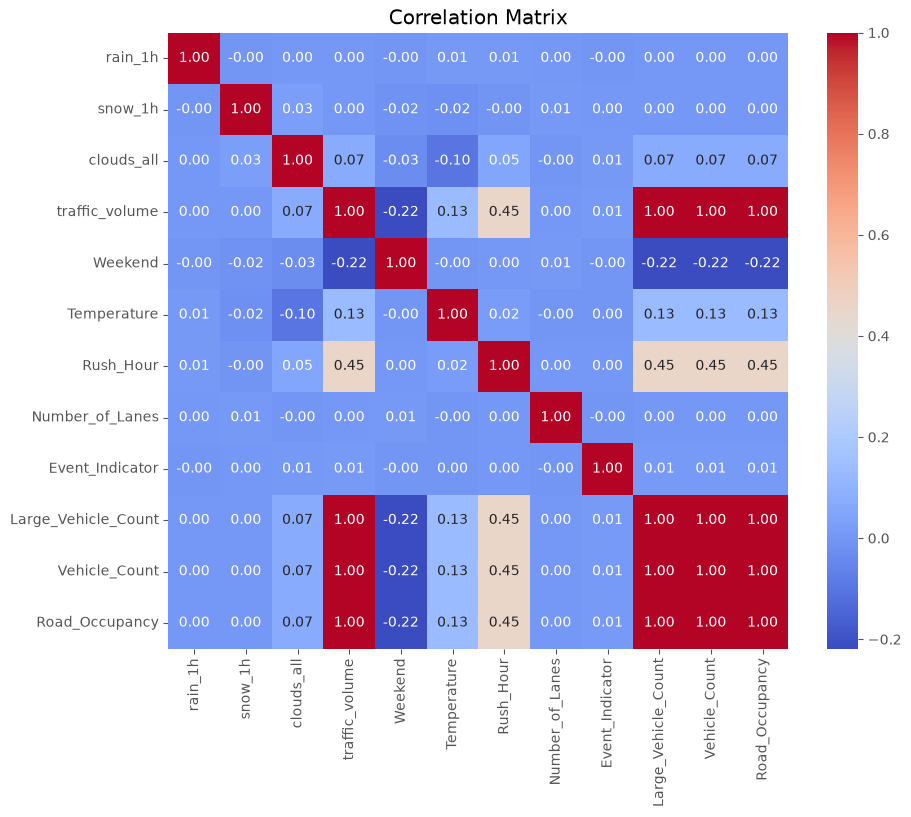 Correlation Matrix
rain_1h 1.00 -0.00 0.00 0.00 -0.00 0.01 0.01 0.00 -0.00 0.00 0.00 0.00
snow_1h -0.00 1.00 0.03 0.00 -0.02 -0.02 -0.00 0.01 0.00 0.00 0.00 0.00
clouds_all 0.00 0.03 1.00 0.07 -0.03 -0.10 0.05 -0.00 0.01 0.07 0.07 0.07
traffic_volume 0.00 0.00 0.07 1.00 -0.22 0.13 0.45 0.00 0.01 1.00 1.00 1.00
Weekend -0.00 -0.02 -0.03 -0.22 1.00 -0.00 0.00 0.01 -0.00 -0.22 -0.22 -0.22
Temperature 0.01 -0.02 -0.10 0.13 -0.00 1.00 0.02 -0.00 0.00 0.13 0.13 0.13
Rush_Hour 0.01 -0.00 0.05 0.45 0.00 0.02 1.00 0.00 0.00 0.45 0.45 0.45
Number_of_Lanes 0.00 0.01 -0.00 0.00 0.01 -0.00 0.00 1.00 -0.00 0.00 0.00 0.00
Event_Indicator -0.00 0.00 0.01 0.01 -0.00 0.00 0.00 -0.00 1.00 0.01 0.01 0.01
Large_Vehicle_Count 0.00 0.00 0.07 1.00 -0.22 0.13 0.45 0.00 0.01 1.00 1.00 1.00
Vehicle_Count 0.00 0.00 0.07 1.00 -0.22 0.13 0.45 0.00 0.01 1.00 1.00 1.00
Road_Occupancy 0.00 0.00 0.07 1.00 -0.22 0.13 0.45 0.00 0.01 1.00 1.00 1.00
rain_1h
snow_1h
clouds_all
traffic_volume
Weekend
Temperature
Rush_Hour
Number_of_Lanes
Event_Indicator
Large_Vehicle_Count
Vehicle_Count
Road_Occupancy
1.0
0.8
0.6
0.4
0.2
0.0
−0.2